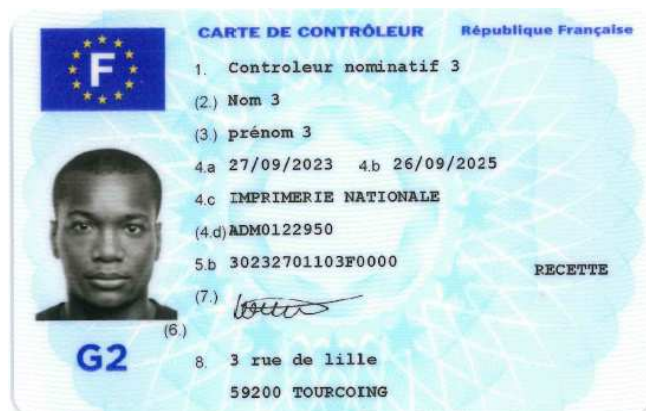 CARTE DE CONTRÔLEUR République Française
F
1. Controleur nominatif 3
(2.) Nom 3
(3.) prénom 3
4.a 27/09/2023 4.b 26/09/2025
4.c IMPRIMERIE NATIONALE
(4.d) ADM0122950
5.b 30232701103F0000
RECETTE
(7.)
(6.)
G2
8. 3 rue de lille
59200 TOURCOING